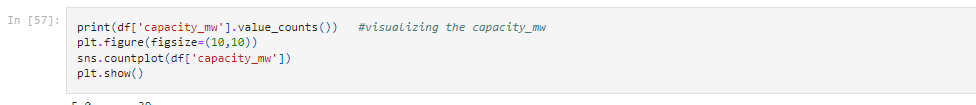 In [57]:
print(df['capacity_mw'].value_counts())   #visualizing the capacity_mw
plt.figure(figsize=(10,10))
sns.countplot(df['capacity_mw'])
plt.show()